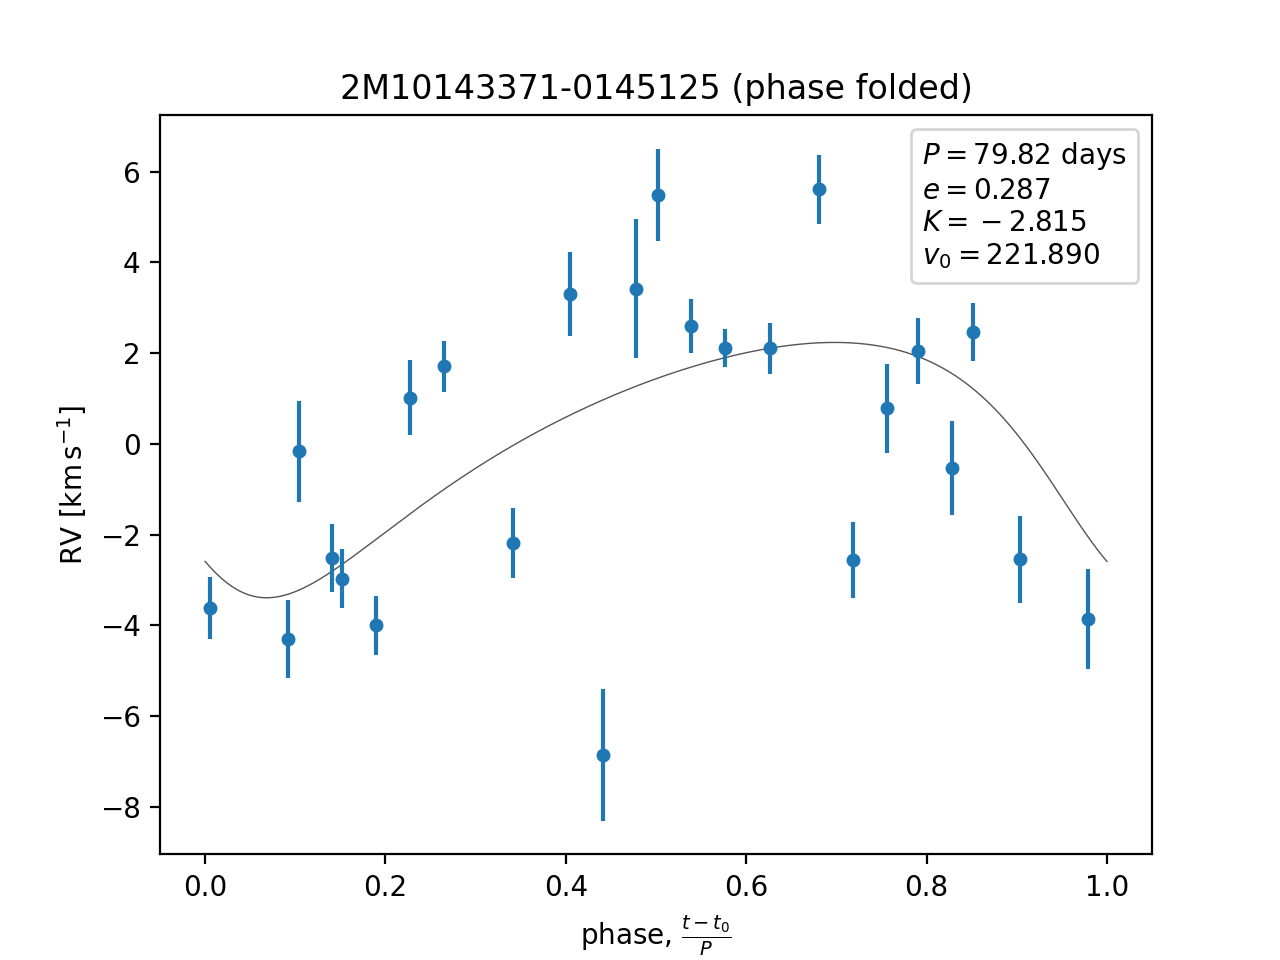 2M10143371-0145125 (phase folded)
P = 79.82 days
e = 0.287
K = −2.815
v₀ = 221.890
6
4
2
0
−2
−4
−6
−8
RV [km s⁻¹]
0.0 0.2 0.4 0.6 0.8 1.0
phase, (t − t₀)/P